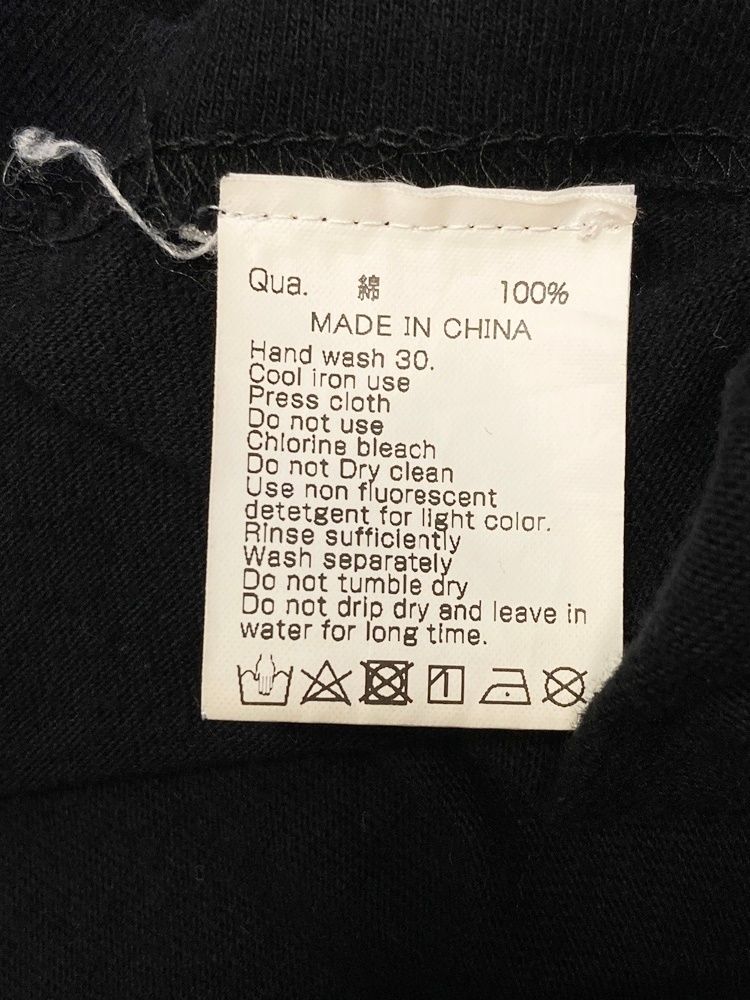 Qua. 綿 100%
MADE IN CHINA
Hand wash 30.
Cool iron use
Press cloth
Do not use
Chlorine bleach
Do not Dry clean
Use non fluorescent
detetgent for light color.
Rinse sufficiently
Wash separately
Do not tumble dry
Do not drip dry and leave in
water for long time.